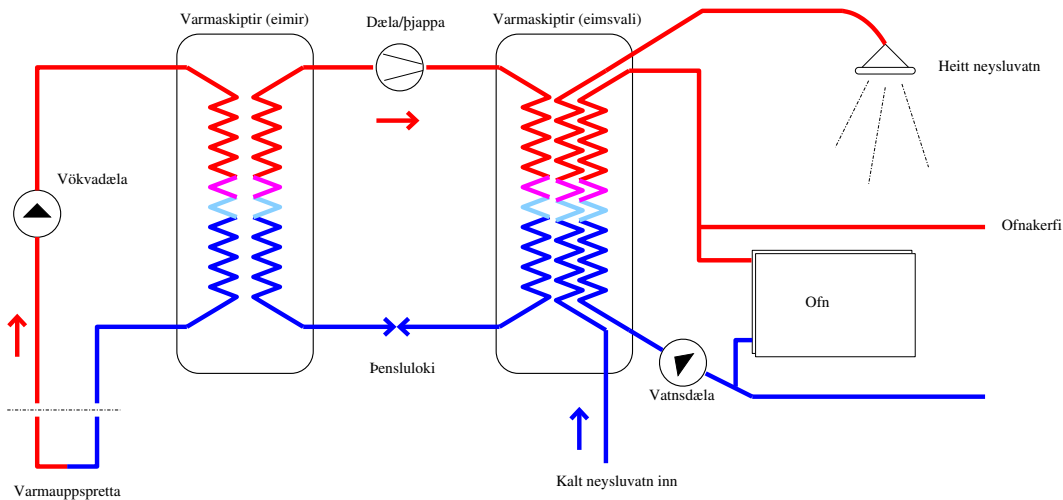 Varmaskiptir (eimir)
Dæla/þjappa
Varmaskiptir (eimsvali)
Heitt neysluvatn
Vökvadæla
Ofnakerfi
Ofn
Þensluloki
Vatnsdæla
Kalt neysluvatn inn
Varmauppspretta